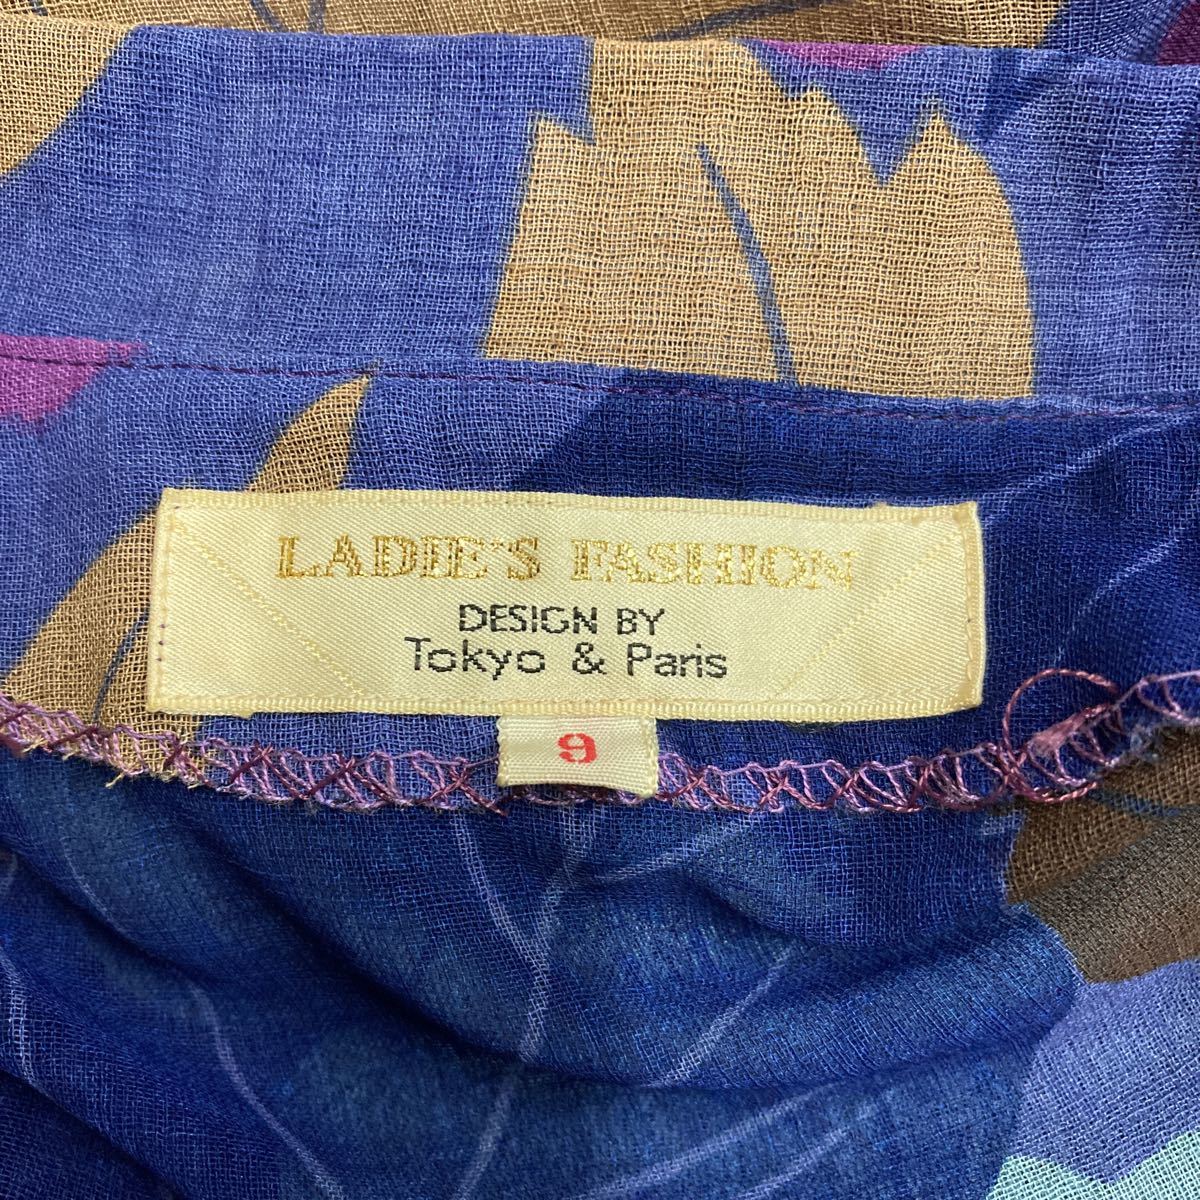 LADIE'S FASHION
DESIGN BY
Tokyo & Paris
9